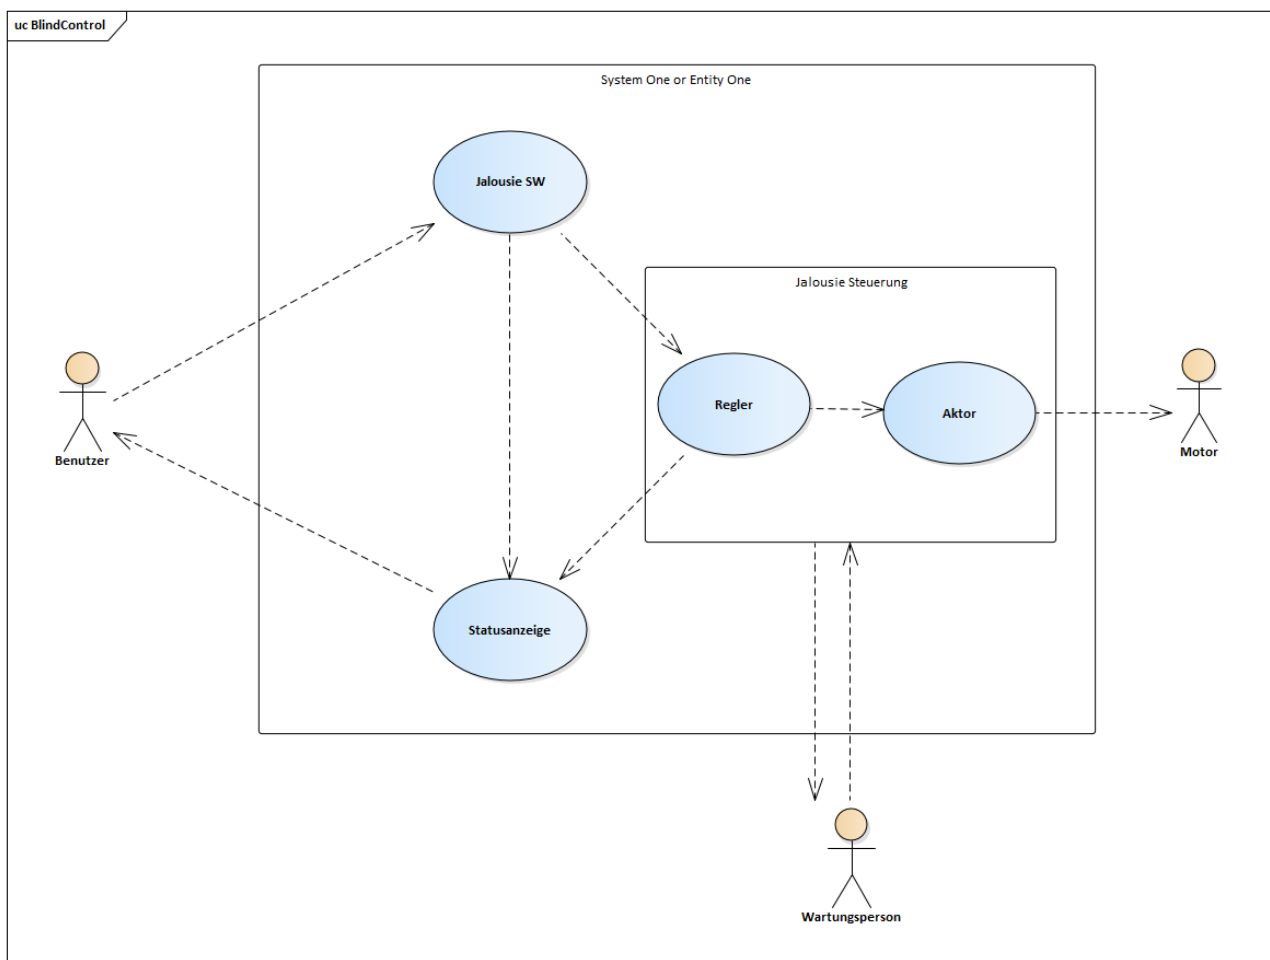 uc BlindControl
System One or Entity One
Jalousie SW
Jalousie Steuerung
Regler
Aktor
Benutzer
Motor
Statusanzeige
Wartungsperson